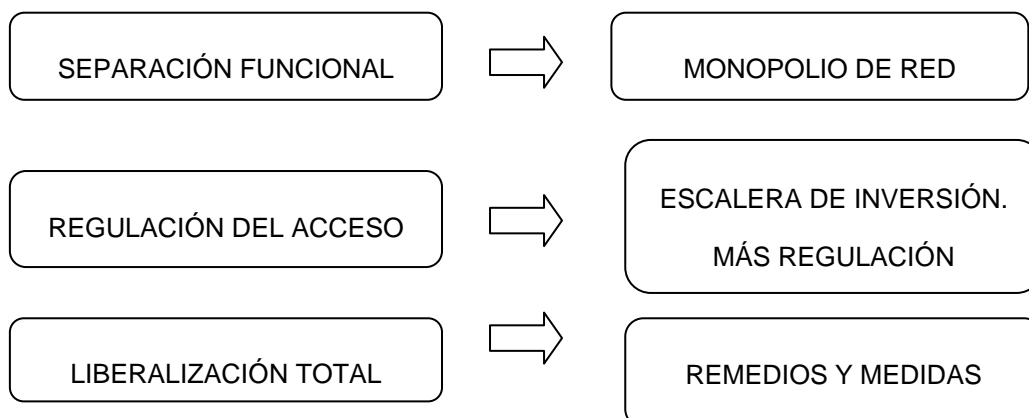 SEPARACIÓN FUNCIONAL
MONOPOLIO DE RED
REGULACIÓN DEL ACCESO
ESCALERA DE INVERSIÓN.
MÁS REGULACIÓN
LIBERALIZACIÓN TOTAL
REMEDIOS Y MEDIDAS